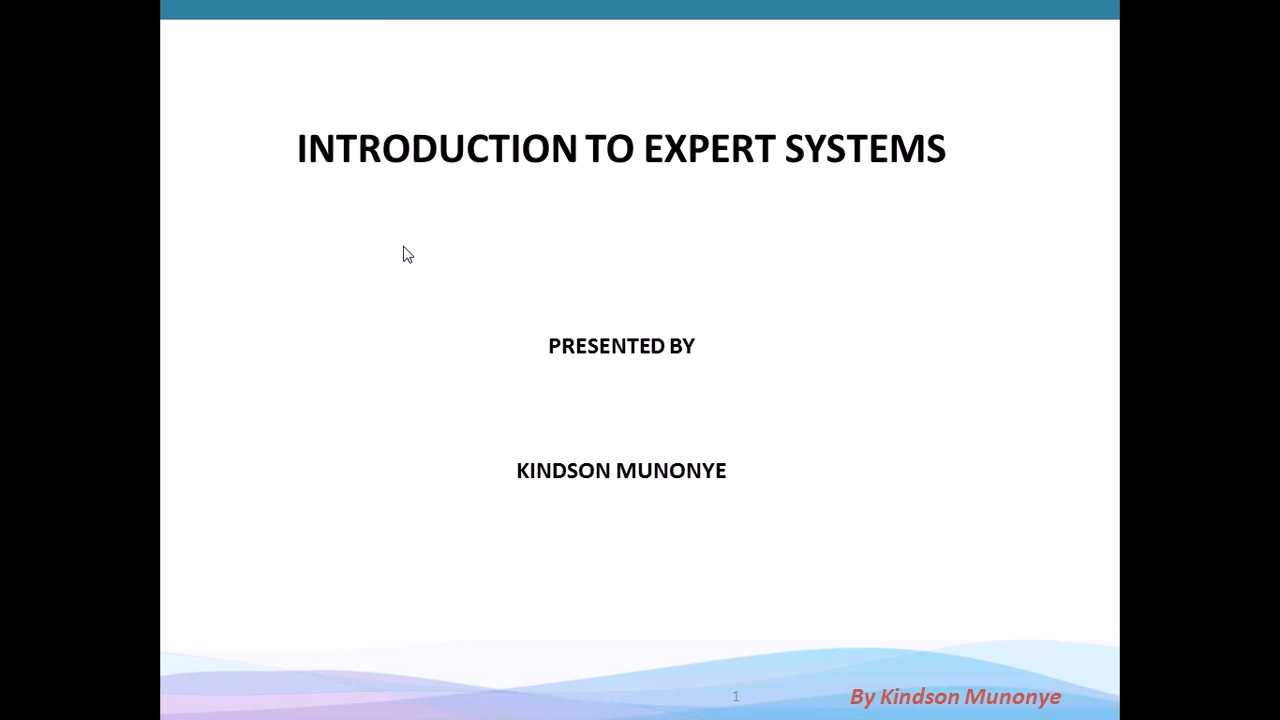 INTRODUCTION TO EXPERT SYSTEMS
PRESENTED BY
KINDSON MUNONYE
1
By Kindson Munonye